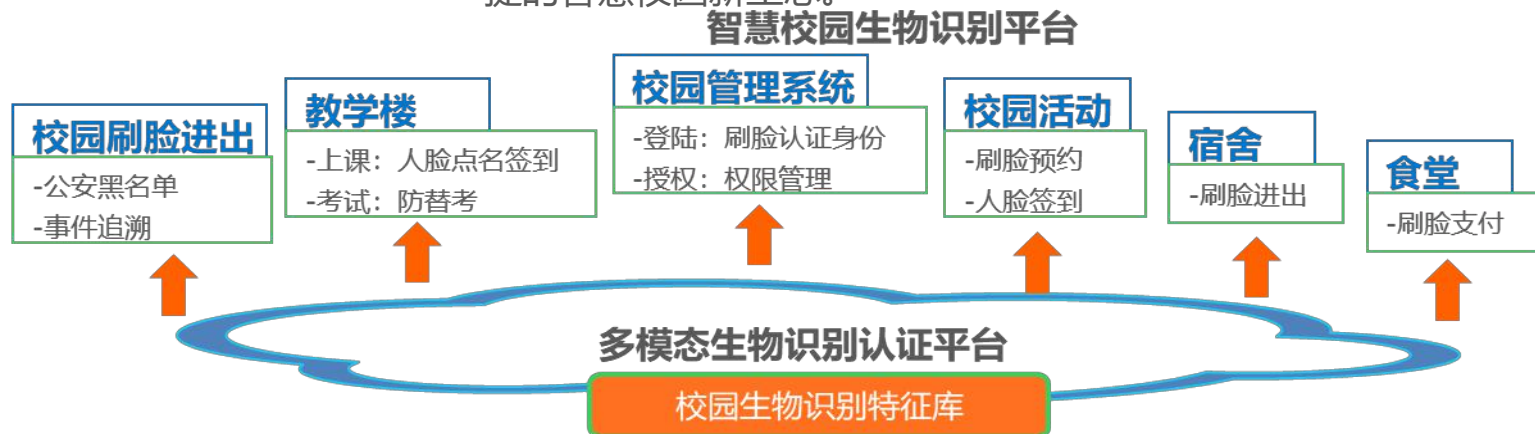 智慧校园生物识别平台
校园刷脸进出
-公安黑名单
-事件追溯
教学楼
-上课：人脸点名签到
-考试：防替考
校园管理系统
-登陆：刷脸认证身份
-授权：权限管理
校园活动
-刷脸预约
-人脸签到
宿舍
-刷脸进出
食堂
-刷脸支付
多模态生物识别认证平台
校园生物识别特征库